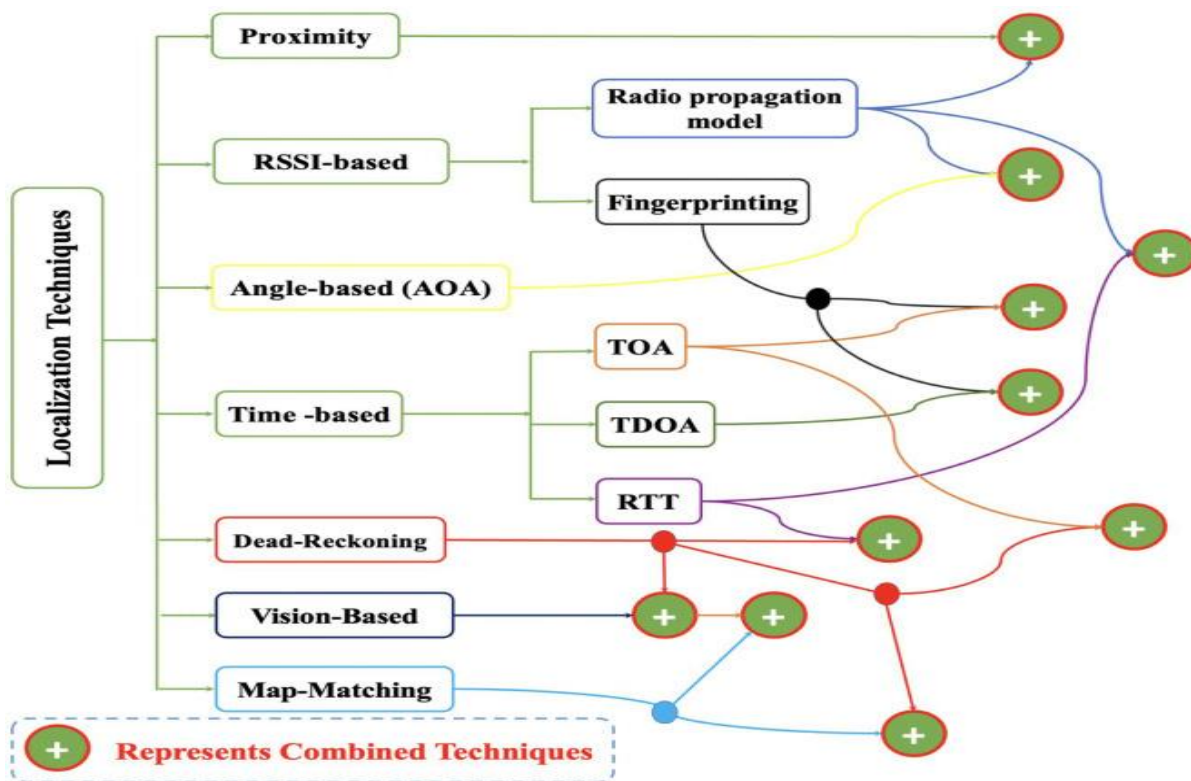 Localization Techniques
Proximity
RSSI-based
Radio propagation
model
Fingerprinting
Angle-based (AOA)
Time -based
TOA
TDOA
RTT
Dead-Reckoning
Vision-Based
Map-Matching
+ Represents Combined Techniques
+
+
+
+
+
+
+
+
+
+